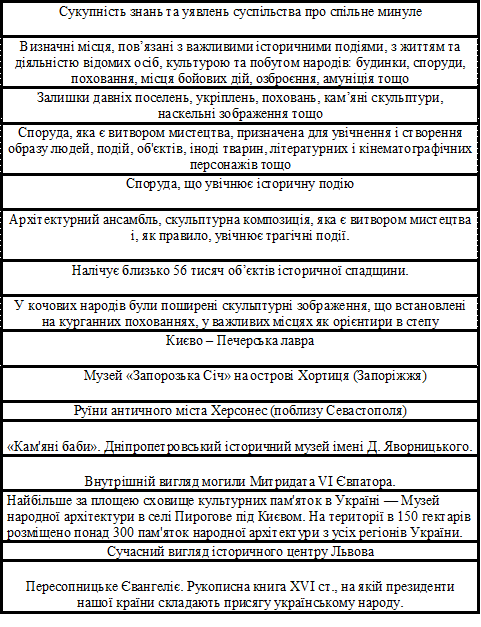 Сукупність знань та уявлень суспільства про спільне минуле
Визначні місця, пов’язані з важливими історичними подіями, з життям та
діяльністю відомих осіб, культурою та побутом народів: будинки, споруди,
поховання, місця бойових дій, озброєння, амуніція тощо
Залишки давніх поселень, укріплень, поховань, кам’яні скульптури,
наскельні зображення тощо
Споруда, яка є витвором мистецтва, призначена для увічнення і створення
образу людей, подій, об'єктів, іноді тварин, літературних і кінематографічних
персонажів тощо
Споруда, що увічнює історичну подію
Архітектурний ансамбль, скульптурна композиція, яка є витвором мистецтва
і, як правило, увічнює трагічні події.
Налічує близько 56 тисяч об’єктів історичної спадщини.
У кочових народів були поширені скульптурні зображення, що встановлені
на курганних похованнях, у важливих місцях як орієнтири в степу
Києво – Печерська лавра
Музей «Запорозька Січ» на острові Хортиця (Запоріжжя)
Руїни античного міста Херсонес (поблизу Севастополя)
«Кам'яні баби». Дніпропетровський історичний музей імені Д. Яворницького.
Внутрішній вигляд могили Митридата VI Євпатора.
Найбільше за площею сховище культурних пам'яток в Україні — Музей
народної архітектури в селі Пирогове під Києвом. На території в 150 гектарів
розміщено понад 300 пам'яток народної архітектури з усіх регіонів України.
Сучасний вигляд історичного центру Львова
Пересопницьке Євангеліє. Рукописна книга XVI ст., на якій президенти
нашої країни складають присягу українському народу.